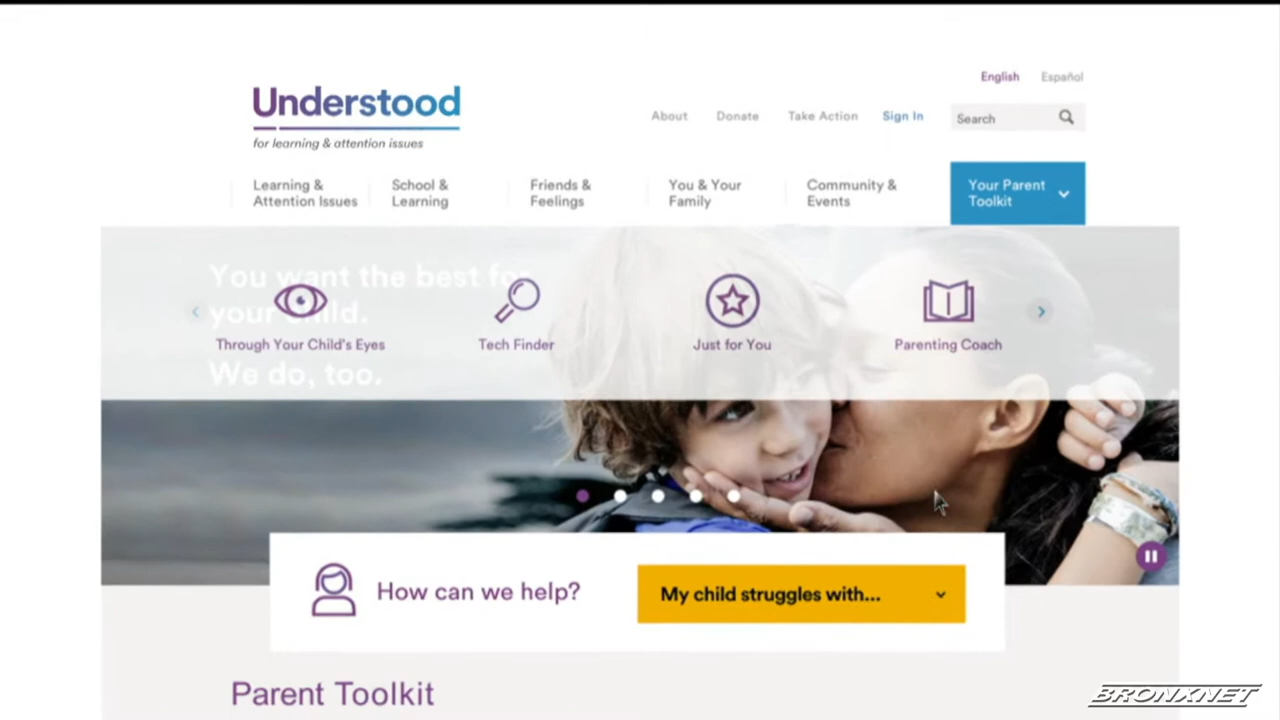 English Español
Understood
for learning & attention issues
About Donate Take Action Sign In Search
Learning & Attention Issues
School & Learning
Friends & Feelings
You & Your Family
Community & Events
Your Parent Toolkit
You want the best for
your child.
We do, too.
Through Your Child's Eyes
Tech Finder
Just for You
Parenting Coach
How can we help?
My child struggles with...
Parent Toolkit
BRONXNET